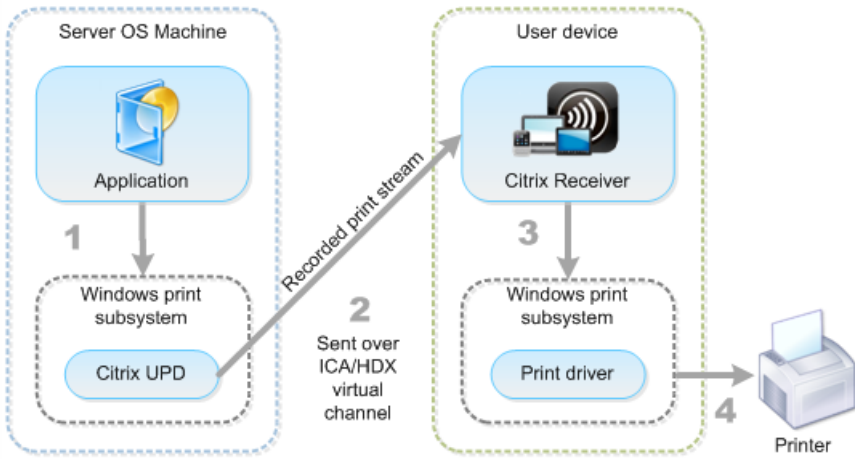 Server OS Machine
User device
Application
Citrix Receiver
1
Recorded print stream
3
Windows print
subsystem
2
Sent over
ICA/HDX
virtual
channel
Windows print
subsystem
Citrix UPD
Print driver
4
Printer